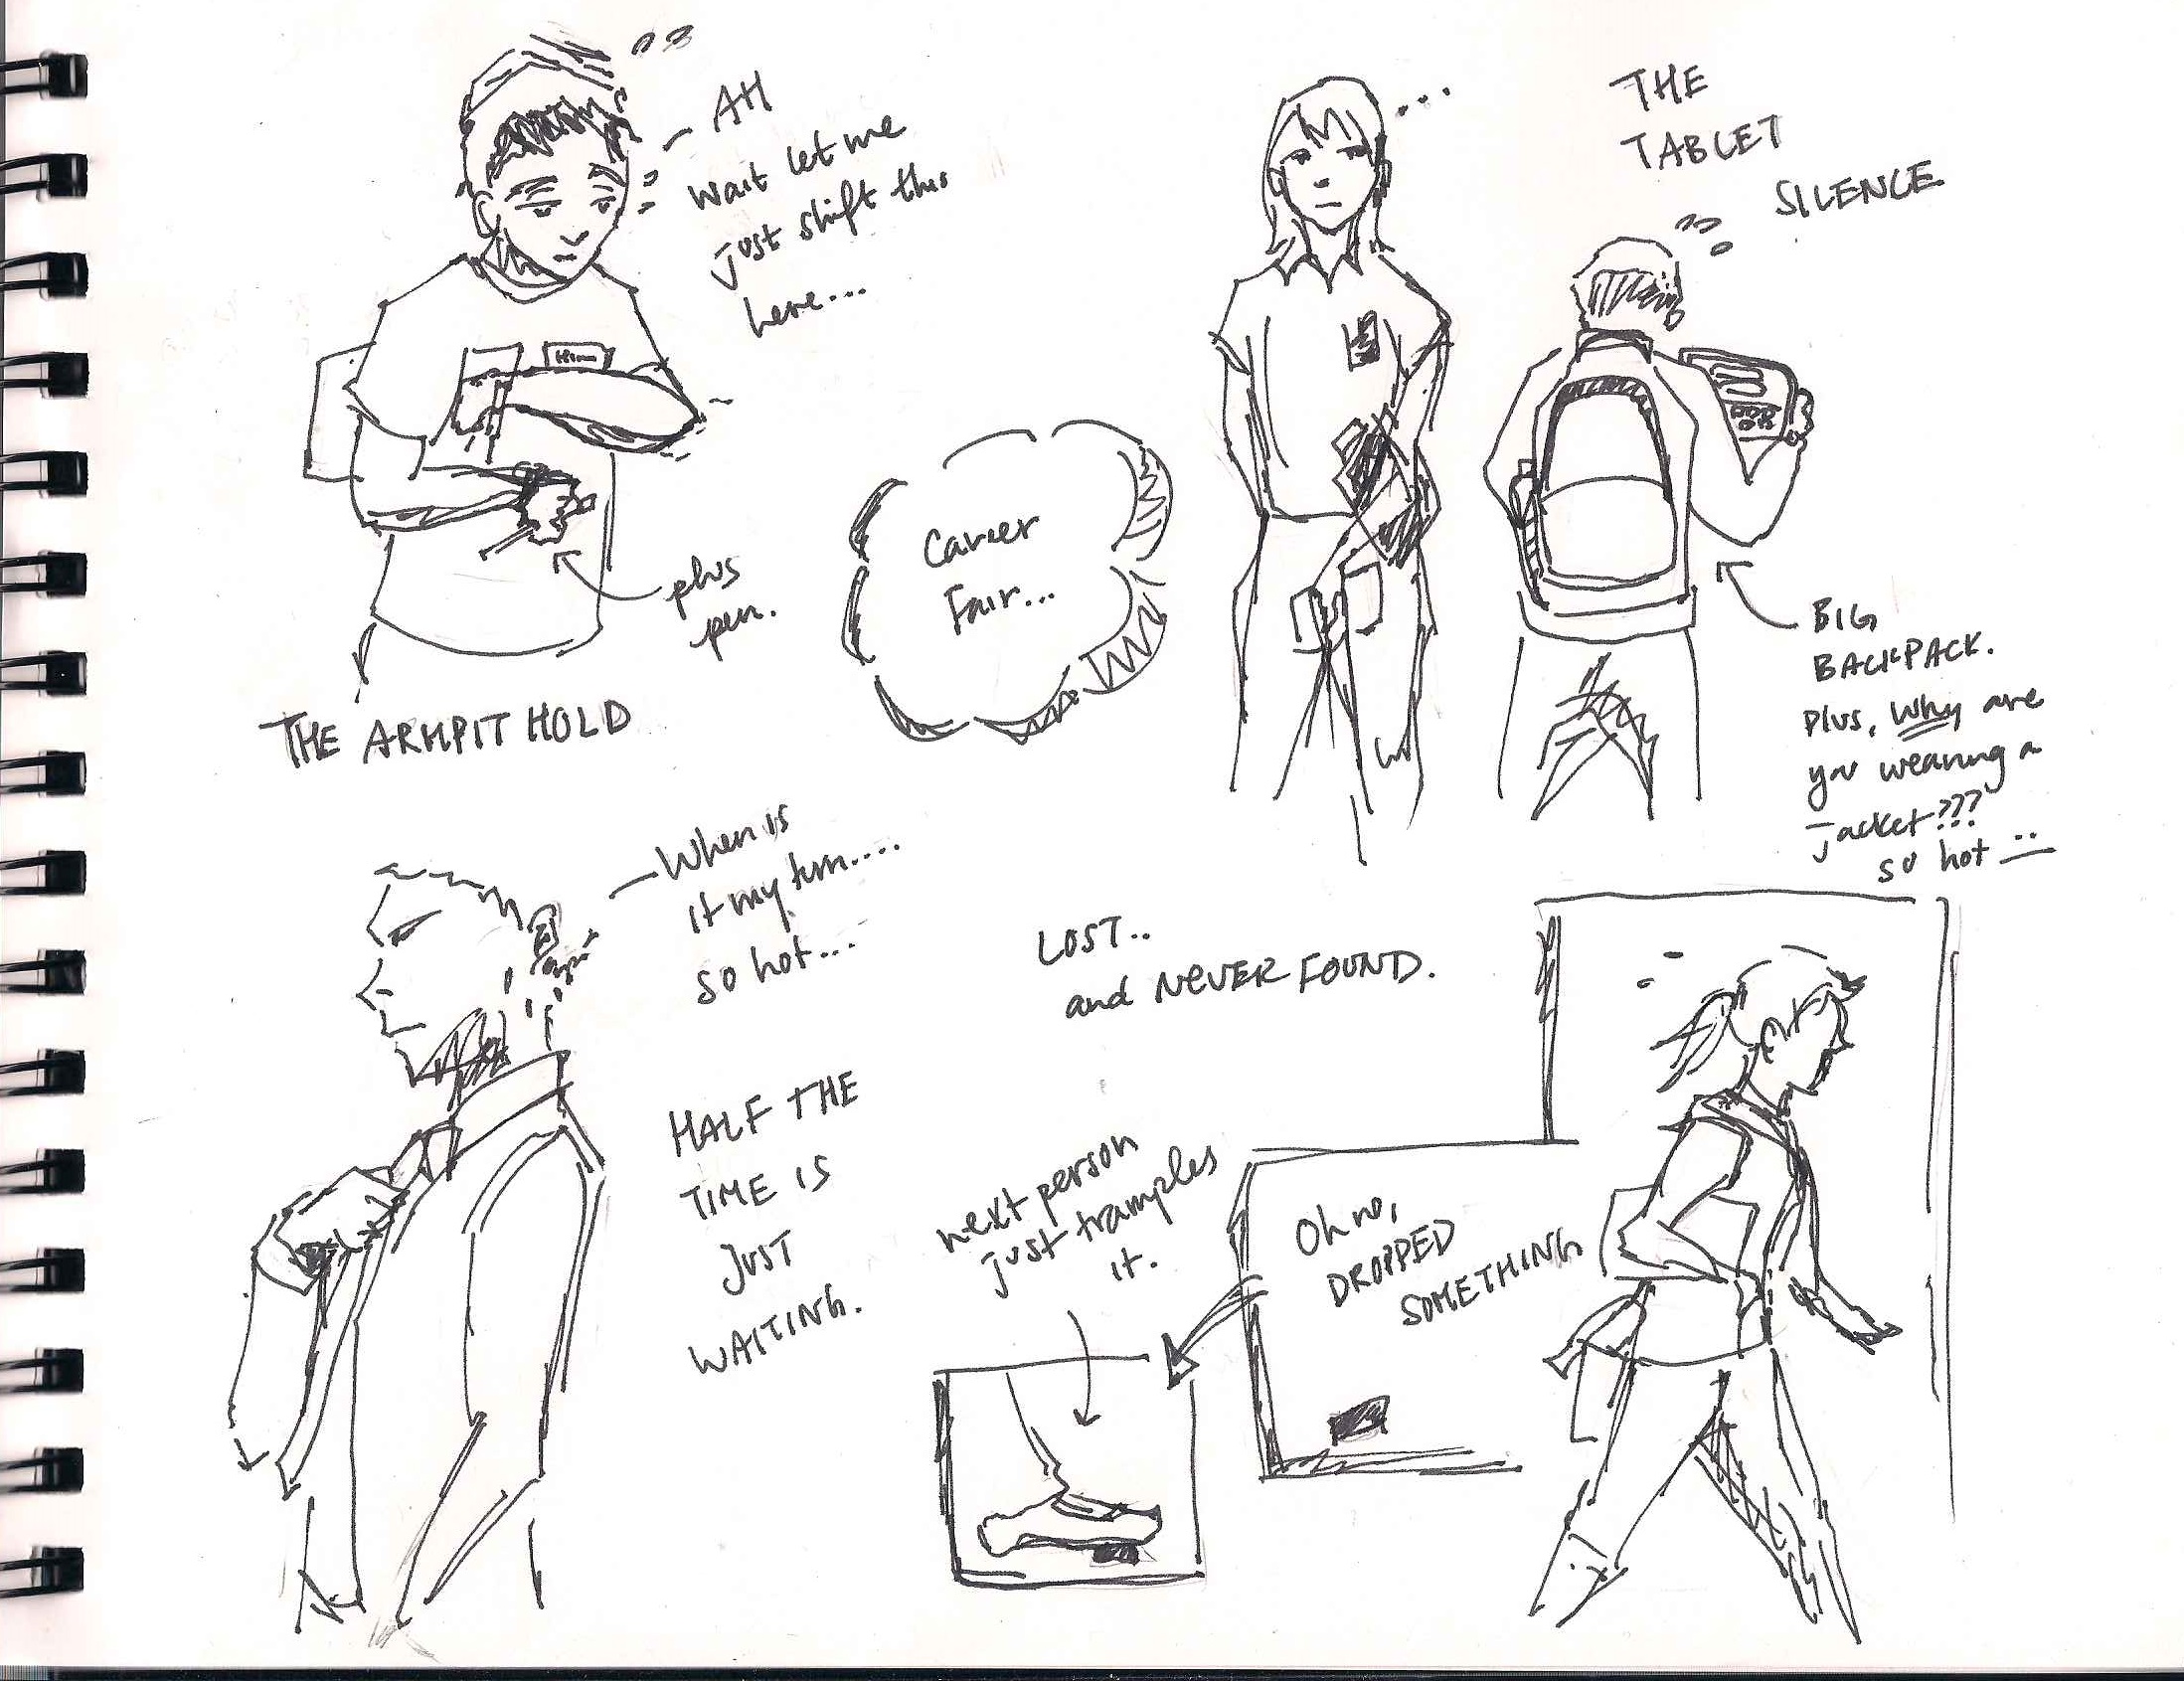 AH
wait let me
just shift this
here....
plus
pen.
THE ARMPIT HOLD
Career
Fair...
...
THE
TABLET
SILENCE
BIG
BACKPACK.
plus, why are
you wearing a
jacket???
so hot
When is
it my turn....
so hot...
HALF THE
TIME IS
JUST
WAITING.
LOST..
and NEVER FOUND.
next person
just tramples
it.
Oh no,
DROPPED
SOMETHING